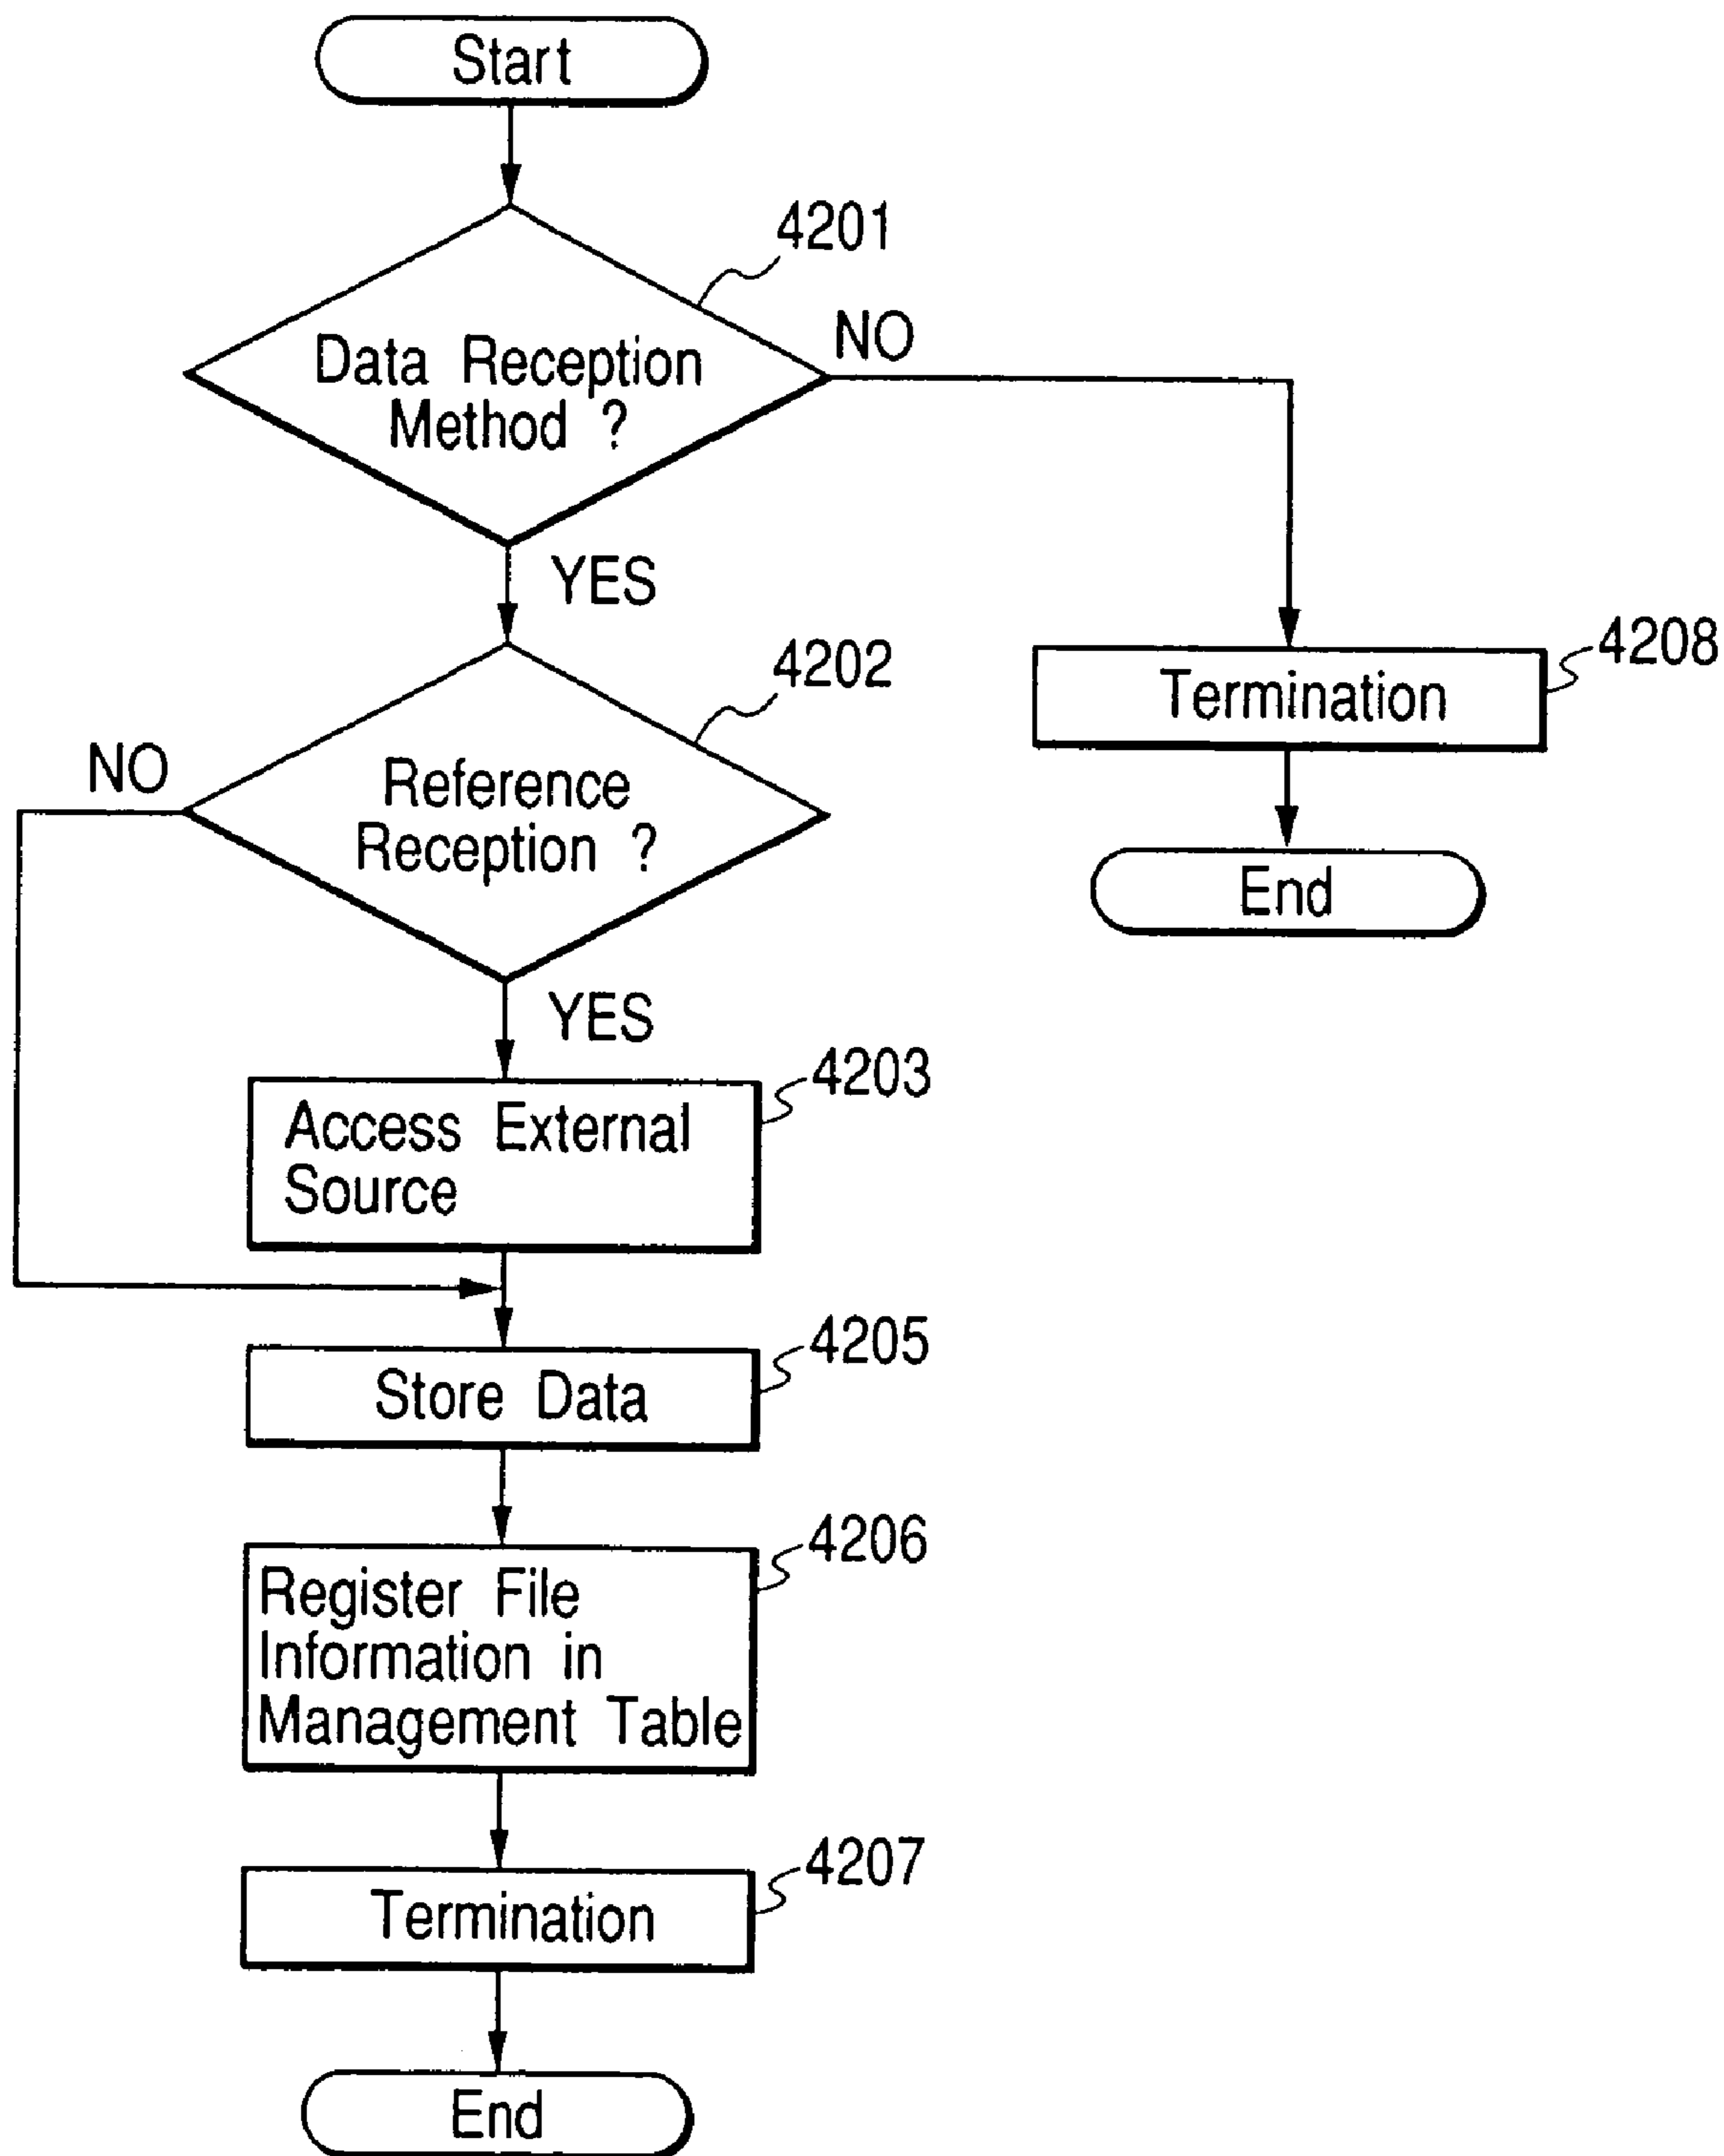 Start
4201
Data Reception
Method ?
NO
YES
4202
Reference
Reception ?
NO
YES
4208
Termination
End
4203
Access External
Source
4205
Store Data
4206
Register File
Information in
Management Table
4207
Termination
End